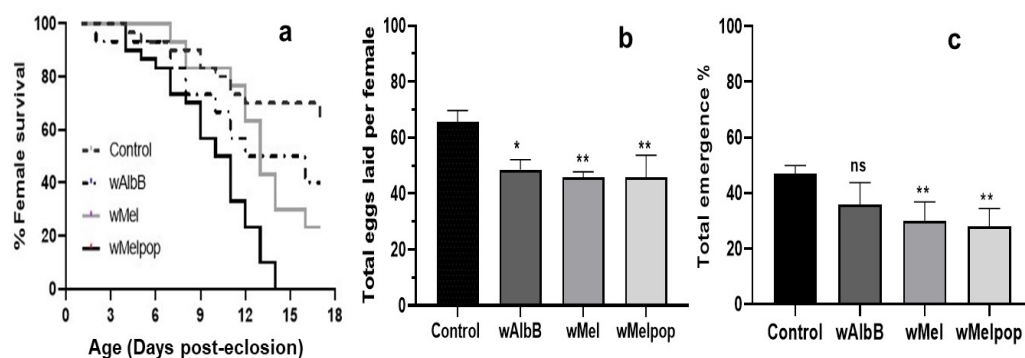 a
% Female survival
100
80
60
40
20
0
Control
wAlbB
wMel
wMelpop
0 3 6 9 12 15 18
Age (Days post-eclosion)
b
Total eggs laid per female
100
80
60
40
20
0
* ** **
Control wAlbB wMel wMelpop
c
Total emergence %
100
80
60
40
20
0
ns ** **
Control wAlbB wMel wMelpop